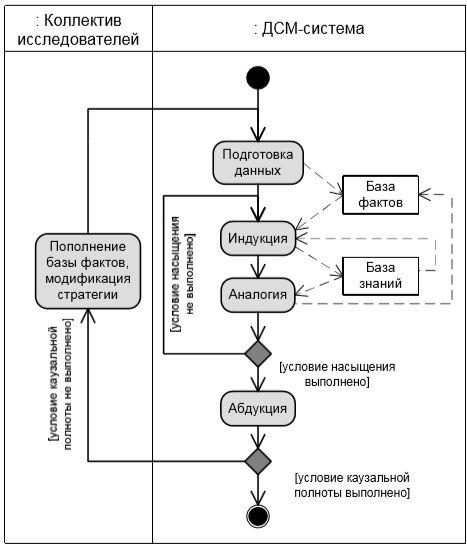 : Коллектив
исследователей
: ДСМ-система
Подготовка
данных
База
фактов
[условие насыщения
не выполнено]
Индукция
Пополнение
базы фактов,
модификация
стратегии
База
знаний
Аналогия
[условие каузальной
полноты не выполнено]
[условие насыщения
выполнено]
Абдукция
[условие каузальной
полноты выполнено]